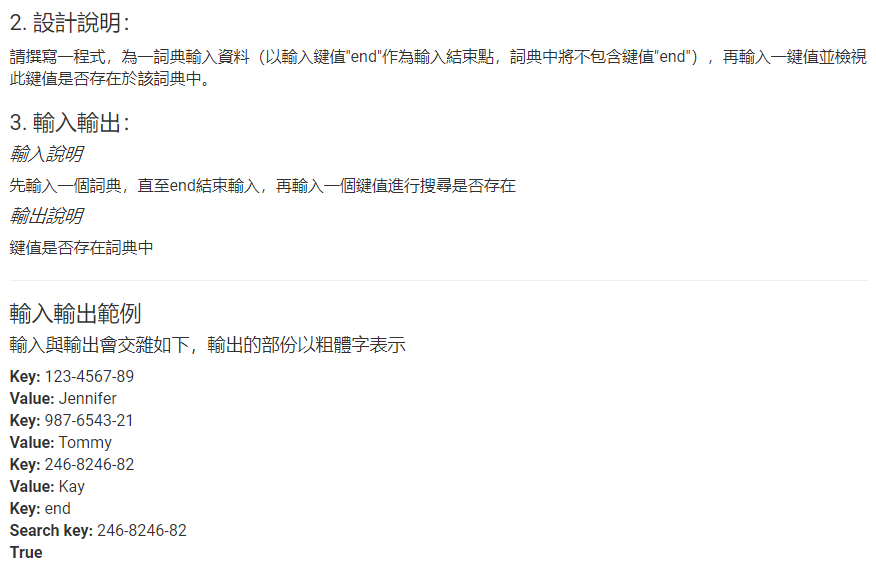 2. 設計說明：
請撰寫一程式，為一詞典輸入資料（以輸入鍵值"end"作為輸入結束點，詞典中將不包含鍵值"end"），再輸入一鍵值並檢視
此鍵值是否存在於該詞典中。
3. 輸入輸出：
輸入說明
先輸入一個詞典，直至end結束輸入，再輸入一個鍵值進行搜尋是否存在
輸出說明
鍵值是否存在詞典中
輸入輸出範例
輸入與輸出會交雜如下，輸出的部份以粗體字表示
Key: 123-4567-89
Value: Jennifer
Key: 987-6543-21
Value: Tommy
Key: 246-8246-82
Value: Kay
Key: end
Search key: 246-8246-82
True